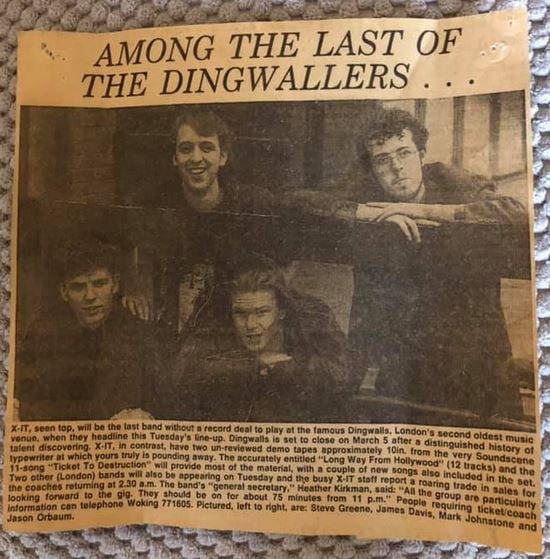 AMONG THE LAST OF
THE DINGWALLERS . . .
X-IT, seen top, will be the last band without a record deal to play at the famous Dingwalls, London's second oldest music
venue, when they headline this Tuesday's line-up. Dingwalls is set to close on March 5 after a distinguished history of
talent discovering. X-IT, in contrast, have two un-reviewed demo tapes approximately 10in. from the very Soundscene
typewriter at which yours truly is pounding away. The accurately entitled "Long Way From Hollywood" (12 tracks) and the
11-song "Ticket To Destruction" will provide most of the material, with a couple of new songs also included in the set.
Two other (London) bands will also be appearing on Tuesday and the busy X-IT staff report a roaring trade in sales for
the coaches returning at 2.30 a.m. The band's "general secretary," Heather Kirkman, said: "All the group are particularly
looking forward to the gig. They should be on for about 75 minutes from 11 p.m." People requiring ticket/coach
information can telephone Woking 771605. Pictured, left to right, are: Steve Greene, James Davis, Mark Johnstone and
Jason Orbaum.